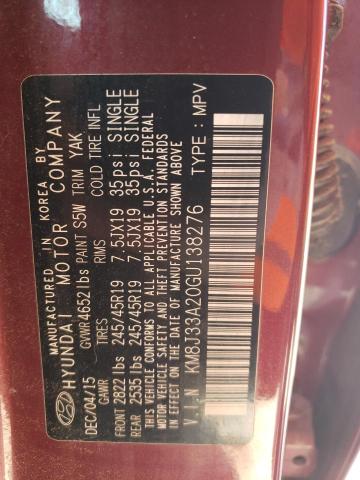 MANUFACTURED IN KOREA BY
HYUNDAI MOTOR COMPANY
DEC/04/15 GVWR 4652 lbs PAINT S5W TRIM YAK
GAWR TIRES RIMS COLD TIRE INFL
FRONT 2822 lbs 245/45R19 7.5JX19 35psi SINGLE
REAR 2535 lbs 245/45R19 7.5JX19 35psi SINGLE
THIS VEHICLE CONFORMS TO ALL APPLICABLE U.S.A. FEDERAL
MOTOR VEHICLE SAFETY AND THEFT PREVENTION STANDARDS
IN EFFECT ON THE DATE OF MANUFACTURE SHOWN ABOVE
V.I.N : KM8J33A20GU138276 TYPE : MPV